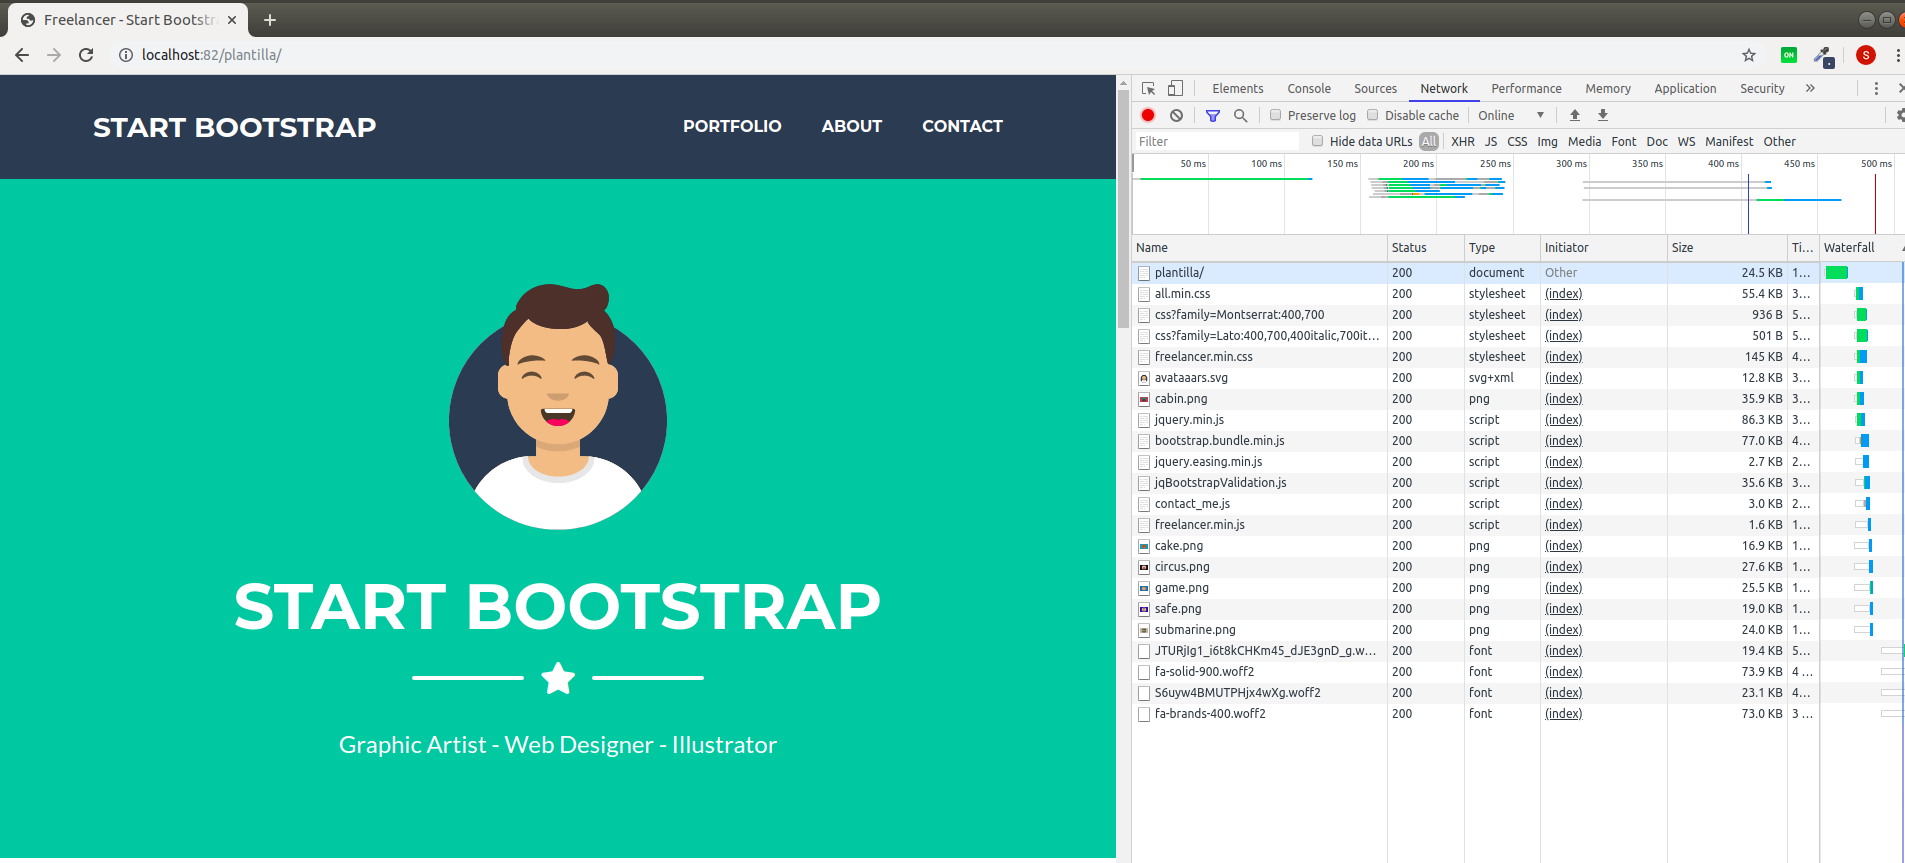 Freelancer - Start Bootstr
localhost:82/plantilla/
ON
S
START BOOTSTRAP
PORTFOLIO ABOUT CONTACT
START BOOTSTRAP
Graphic Artist - Web Designer - Illustrator
Elements Console Sources Network Performance Memory Application Security
Preserve log Disable cache Online
Filter Hide data URLs All XHR JS CSS Img Media Font Doc WS Manifest Other
50 ms 100 ms 150 ms 200 ms 250 ms 300 ms 350 ms 400 ms 450 ms 500 ms
Name Status Type Initiator Size Ti... Waterfall
plantilla/ 200 document Other 24.5 KB 1...
all.min.css 200 stylesheet (index) 55.4 KB 3...
css?family=Montserrat:400,700 200 stylesheet (index) 936 B 5...
css?family=Lato:400,700,400italic,700it... 200 stylesheet (index) 501 B 5...
freelancer.min.css 200 stylesheet (index) 145 KB 4...
avataaars.svg 200 svg+xml (index) 12.8 KB 3...
cabin.png 200 png (index) 35.9 KB 3...
jquery.min.js 200 script (index) 86.3 KB 3...
bootstrap.bundle.min.js 200 script (index) 77.0 KB 4...
jquery.easing.min.js 200 script (index) 2.7 KB 2...
jqBootstrapValidation.js 200 script (index) 35.6 KB 3...
contact_me.js 200 script (index) 3.0 KB 2...
freelancer.min.js 200 script (index) 1.6 KB 1...
cake.png 200 png (index) 16.9 KB 1...
circus.png 200 png (index) 27.6 KB 1...
game.png 200 png (index) 25.5 KB 1...
safe.png 200 png (index) 19.0 KB 1...
submarine.png 200 png (index) 24.0 KB 1...
JTURjIg1_i6t8kCHKm45_dJE3gnD_g.w... 200 font (index) 19.4 KB 5...
fa-solid-900.woff2 200 font (index) 73.9 KB 4 ...
S6uyw4BMUTPHjx4wXg.woff2 200 font (index) 23.1 KB 4...
fa-brands-400.woff2 200 font (index) 73.0 KB 3 ...